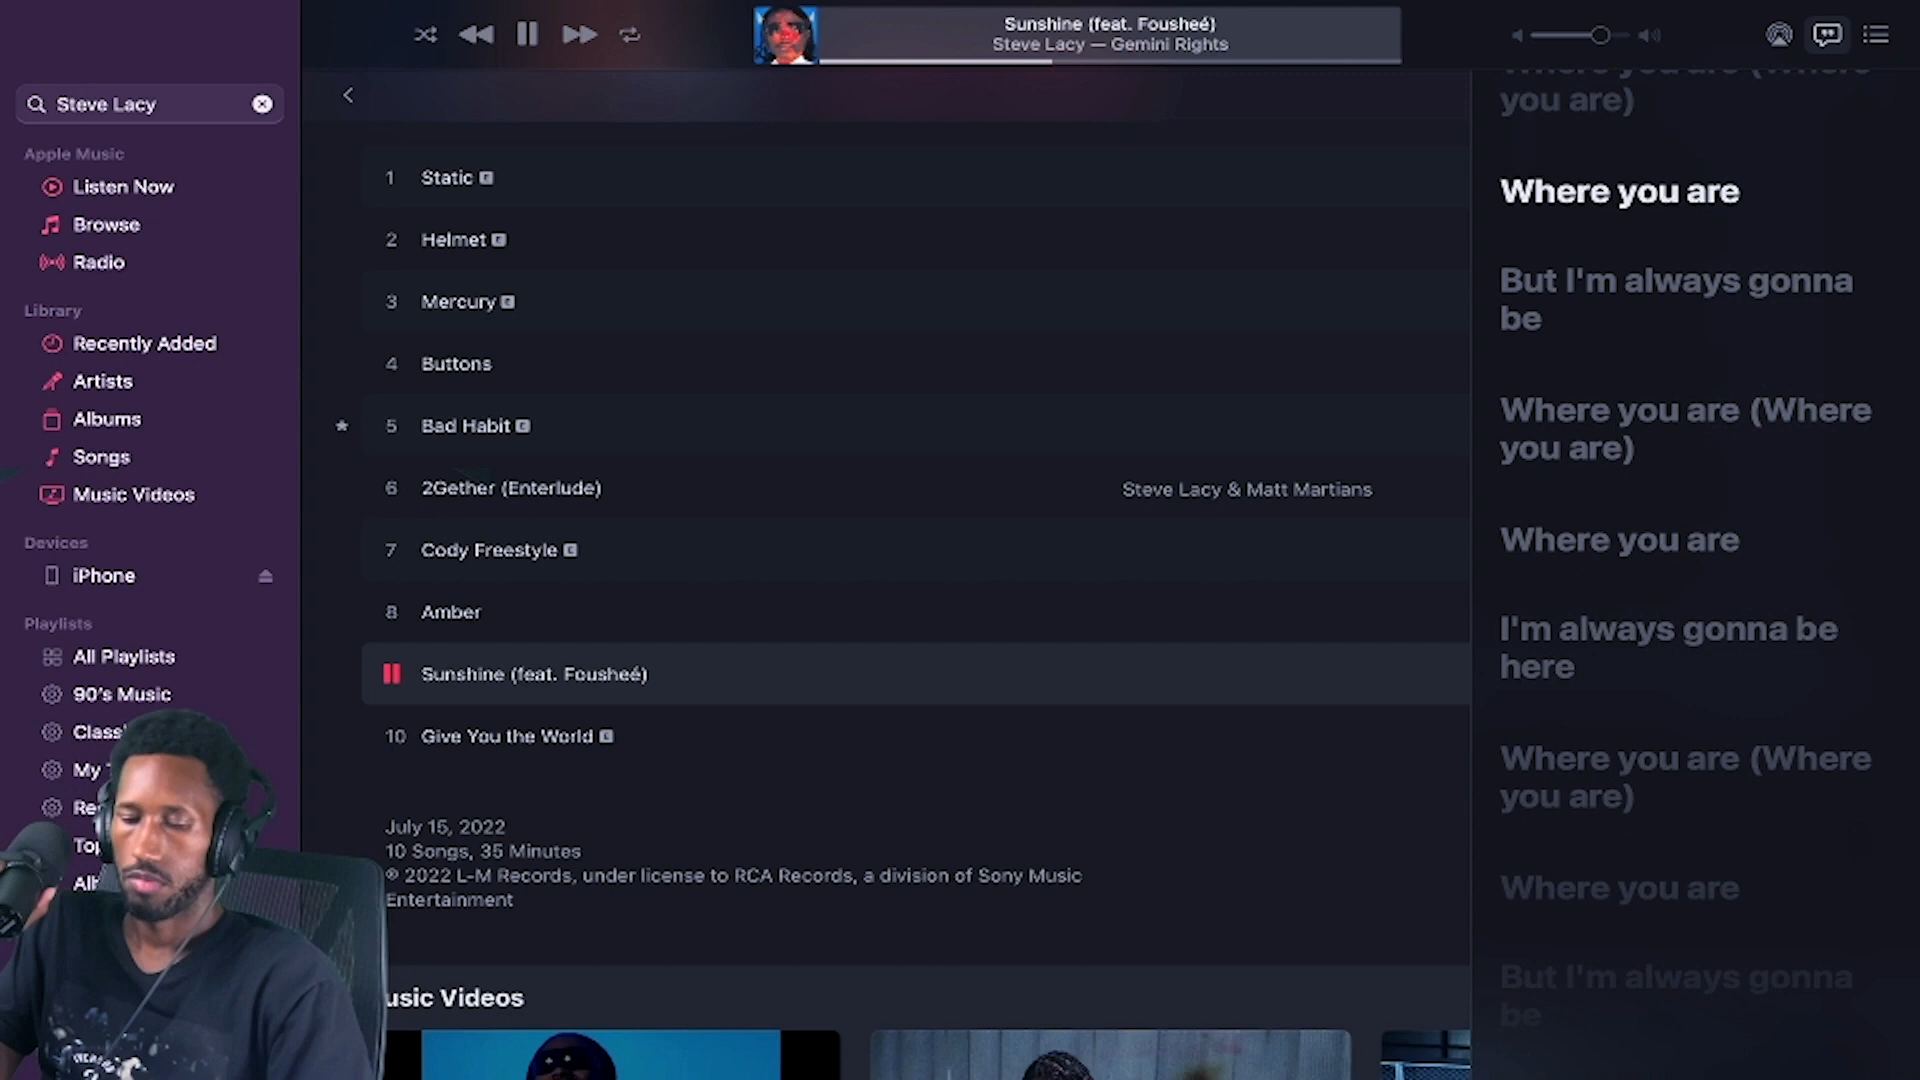 Sunshine (feat. Fousheé)
Steve Lacy — Gemini Rights
Steve Lacy
Apple Music
Listen Now
Browse
Radio
Library
Recently Added
Artists
Albums
Songs
Music Videos
Devices
iPhone
Playlists
All Playlists
90's Music
My
1 Static E
2 Helmet E
3 Mercury E
4 Buttons
★ 5 Bad Habit E
6 2Gether (Enterlude) Steve Lacy & Matt Martians
7 Cody Freestyle E
8 Amber
Sunshine (feat. Fousheé)
10 Give You the World E
July 15, 2022
10 Songs, 35 Minutes
℗ 2022 L-M Records, under license to RCA Records, a division of Sony Music
Entertainment
usic Videos
Where you are (Where
you are)
Where you are
But I'm always gonna
be
Where you are (Where
you are)
Where you are
I'm always gonna be
here
Where you are (Where
you are)
Where you are
But I'm always gonna
be